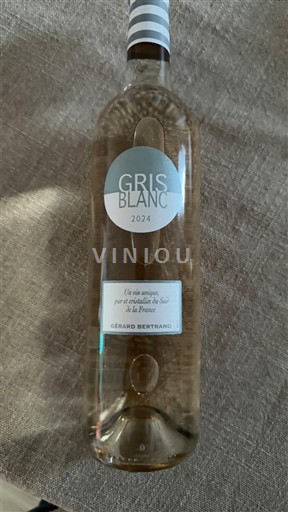 GRIS
BLANC
2024
VINIOU
Un vin unique,
pur et cristallin du Sud
de la France
GÉRARD BERTRAND